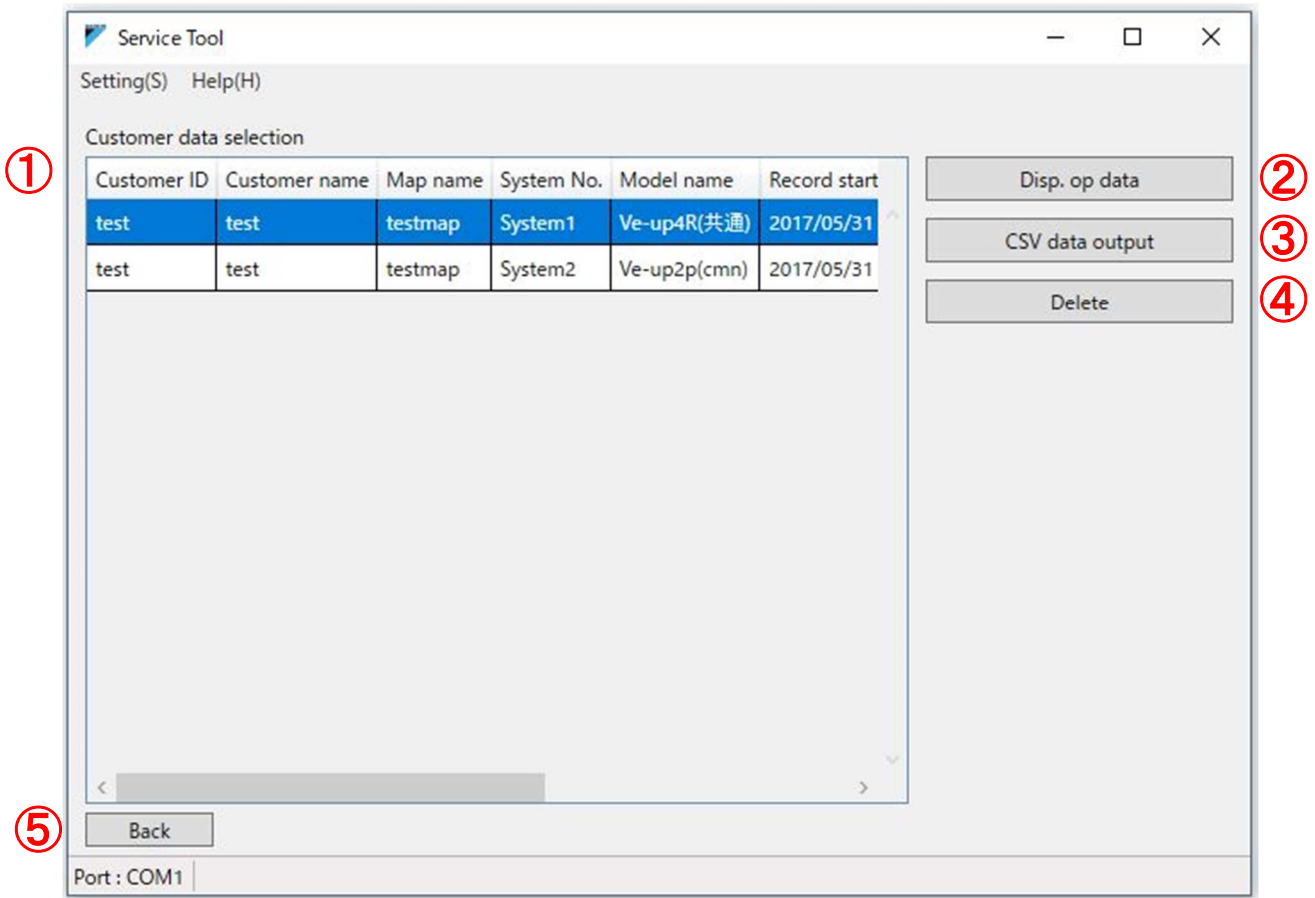 Service Tool
Setting(S) Help(H)
Customer data selection
① Customer ID Customer name Map name System No. Model name Record start Disp. op data ②
test test testmap System1 Ve-up4R(共通) 2017/05/31 CSV data output ③
test test testmap System2 Ve-up2p(cmn) 2017/05/31 Delete ④
⑤ Back
Port : COM1